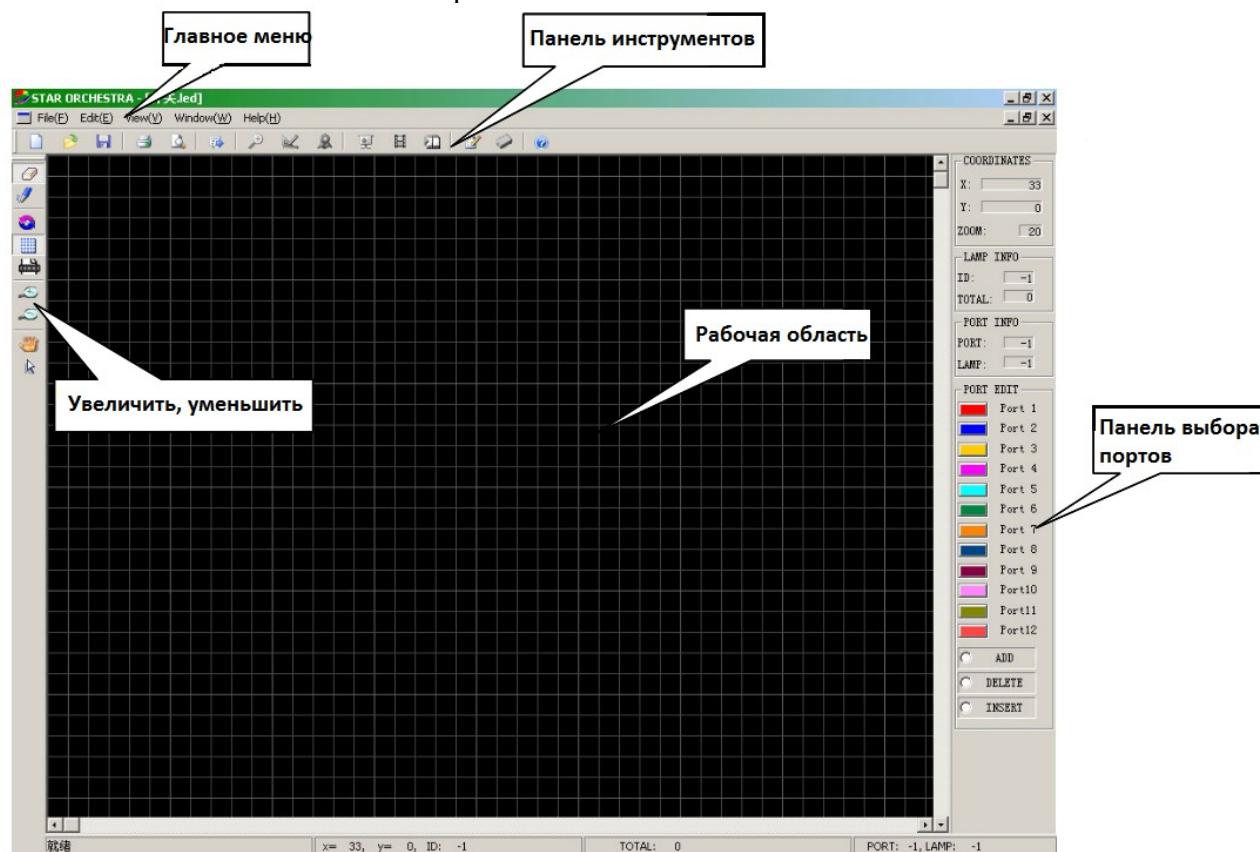 Главное меню
Панель инструментов
STAR ORCHESTRA - [关.led]
File(F) Edit(E) View(V) Window(W) Help(H)
COORDINATES
X: 33
Y: 0
ZOOM: 20
LAMP INFO
ID: -1
TOTAL: 0
PORT INFO
PORT: -1
LAMP: -1
PORT EDIT
Port 1
Port 2
Port 3
Port 4
Port 5
Port 6
Port 7
Port 8
Port 9
Port10
Port11
Port12
ADD
DELETE
INSERT
Рабочая область
Увеличить, уменьшить
Панель выбора
портов
就绪 x= 33, y= 0, ID: -1 TOTAL: 0 PORT: -1, LAMP: -1